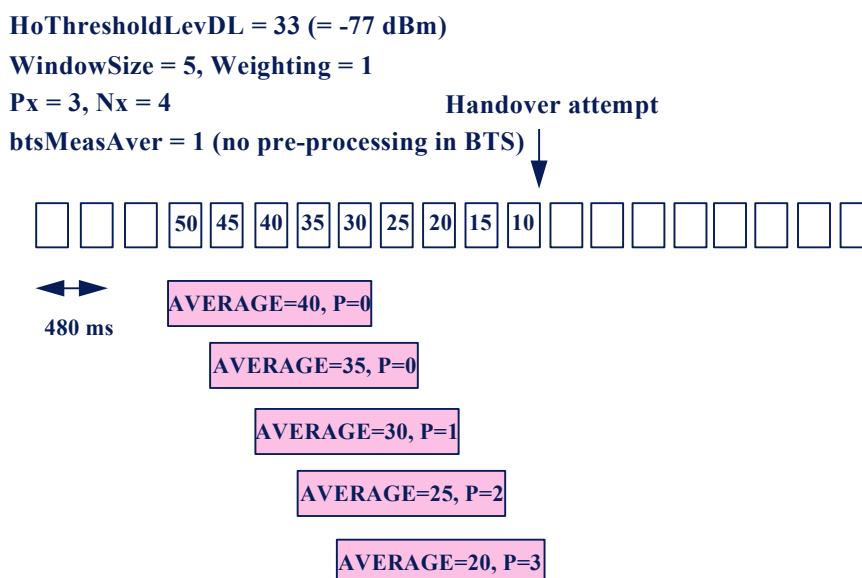 HoThresholdLevDL = 33 (= -77 dBm)
WindowSize = 5, Weighting = 1
Px = 3, Nx = 4
Handover attempt
btsMeasAver = 1 (no pre-processing in BTS)
50 45 40 35 30 25 20 15 10
AVERAGE=40, P=0
480 ms
AVERAGE=35, P=0
AVERAGE=30, P=1
AVERAGE=25, P=2
AVERAGE=20, P=3